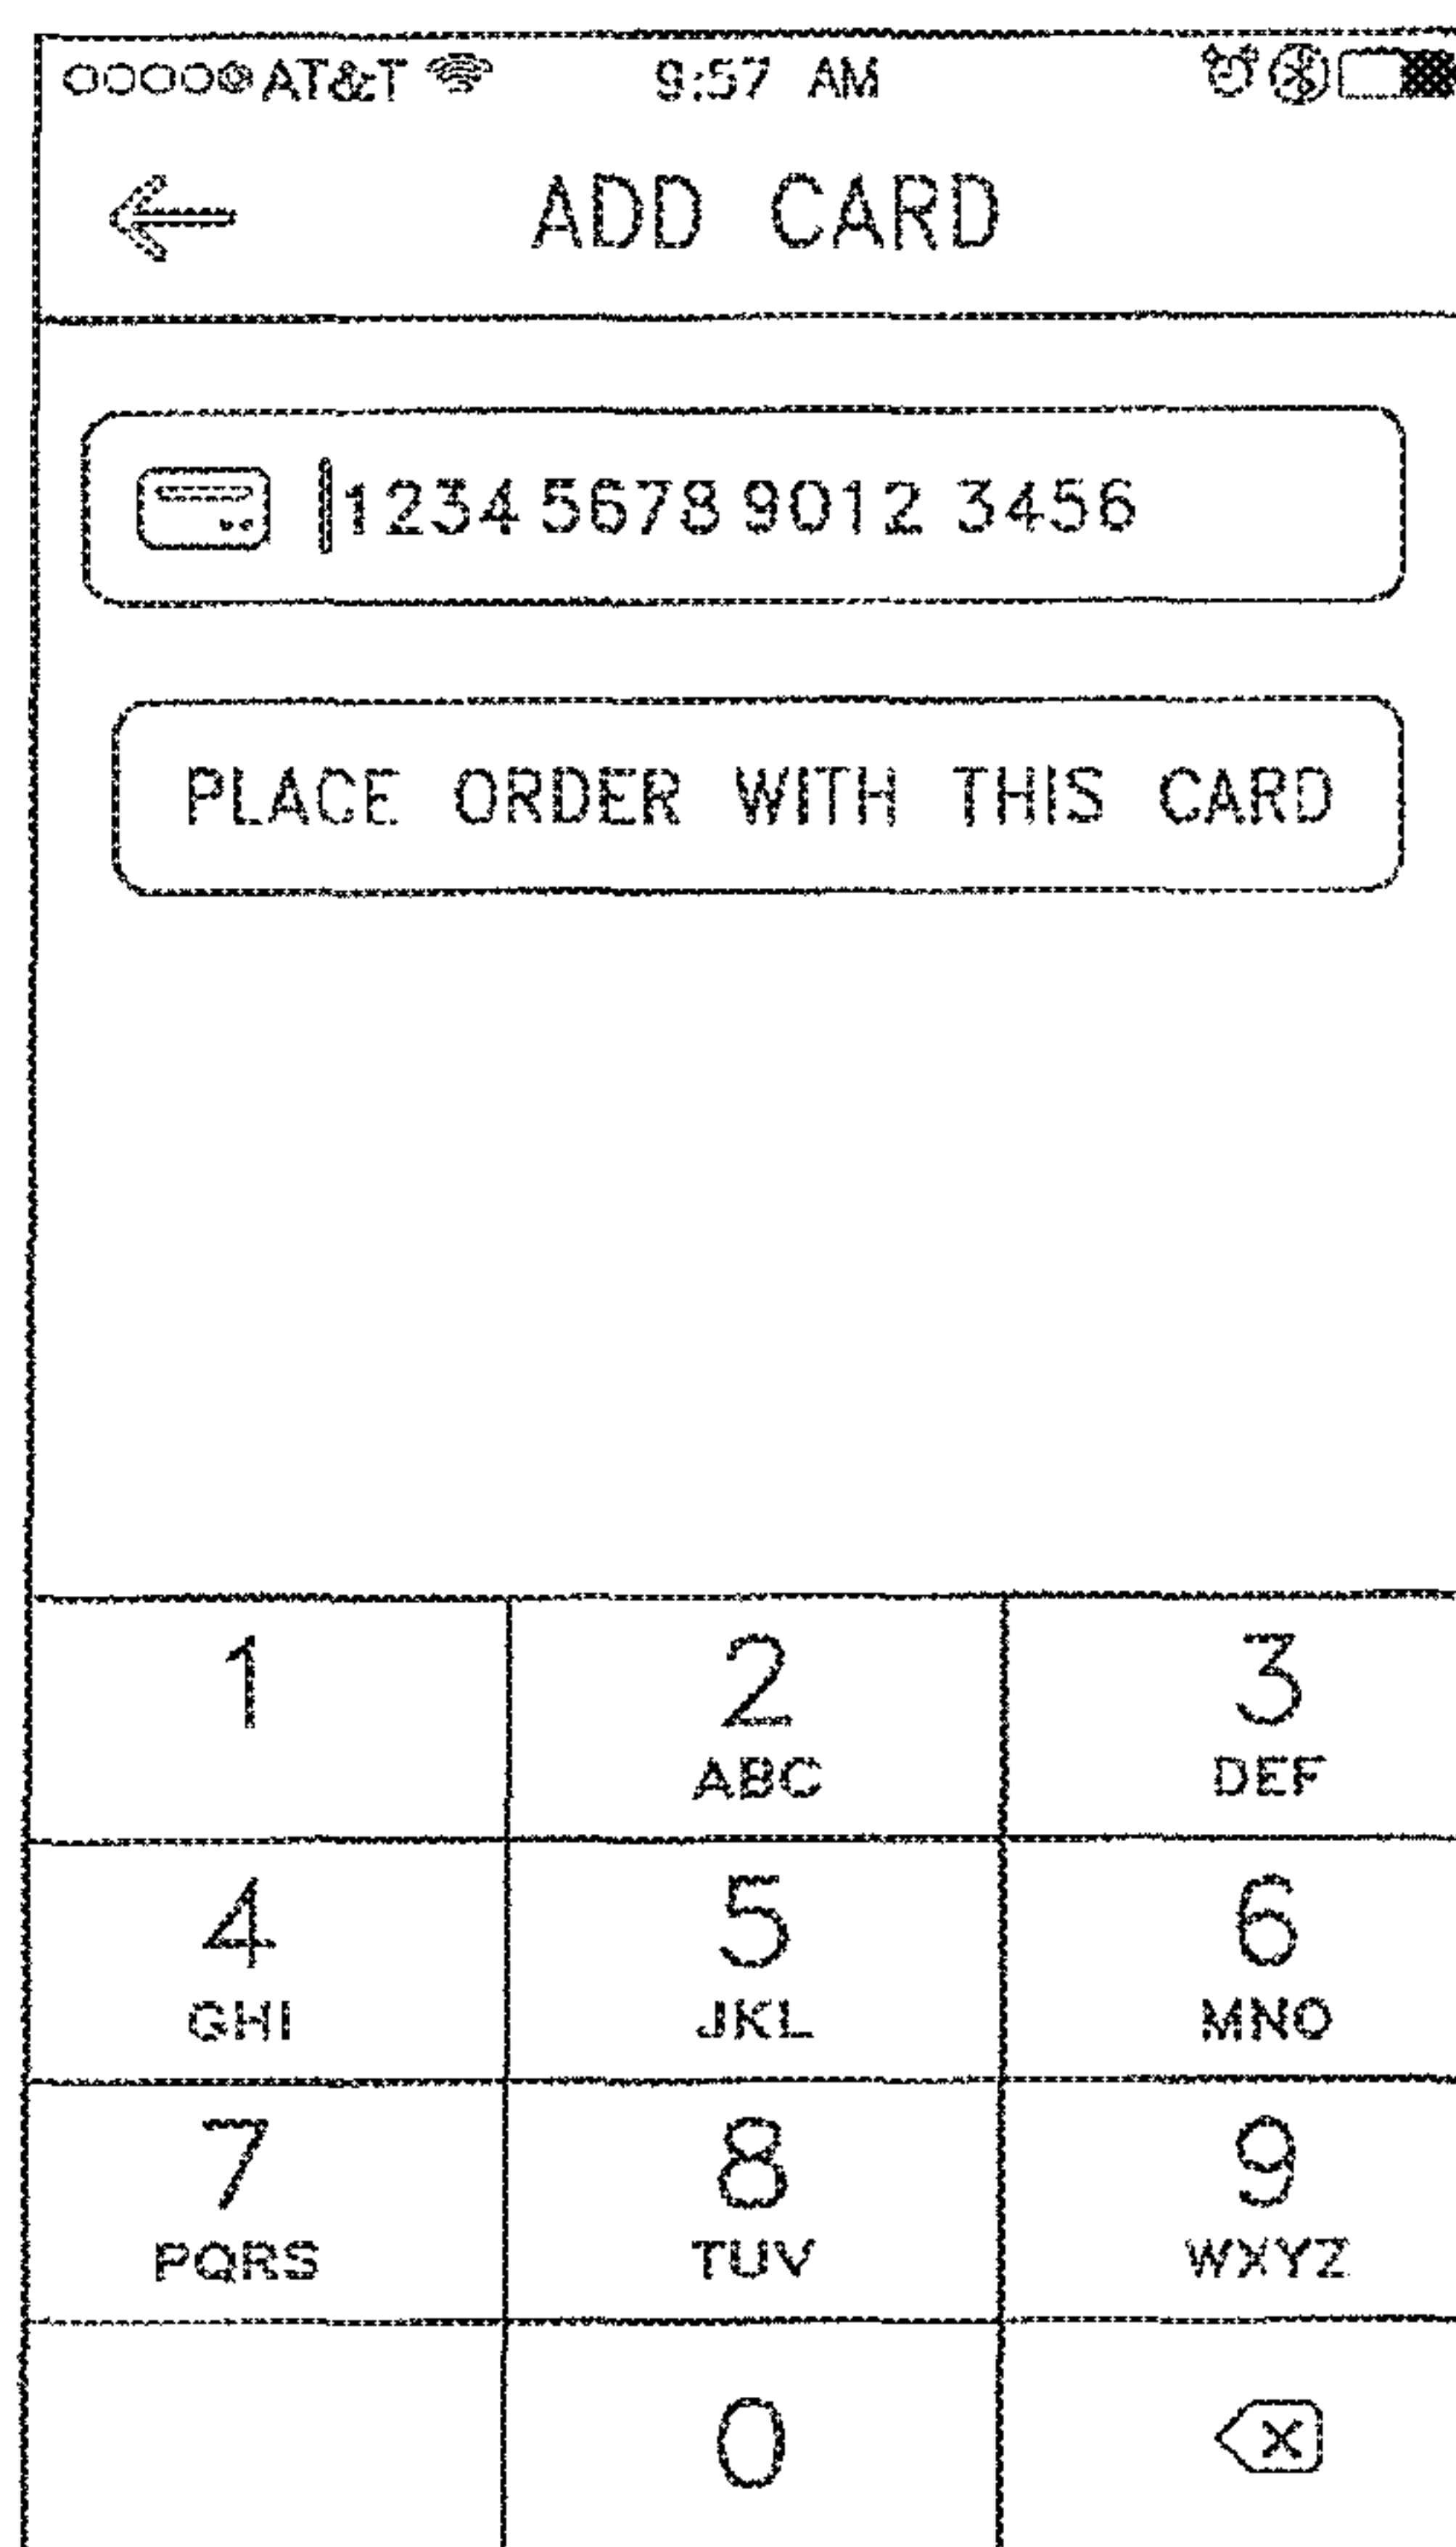 AT&T 9:57 AM
ADD CARD
1234 5678 9012 3456
PLACE ORDER WITH THIS CARD
1 2 3
ABC DEF
4 5 6
GHI JKL MNO
7 8 9
PQRS TUV WXYZ
0